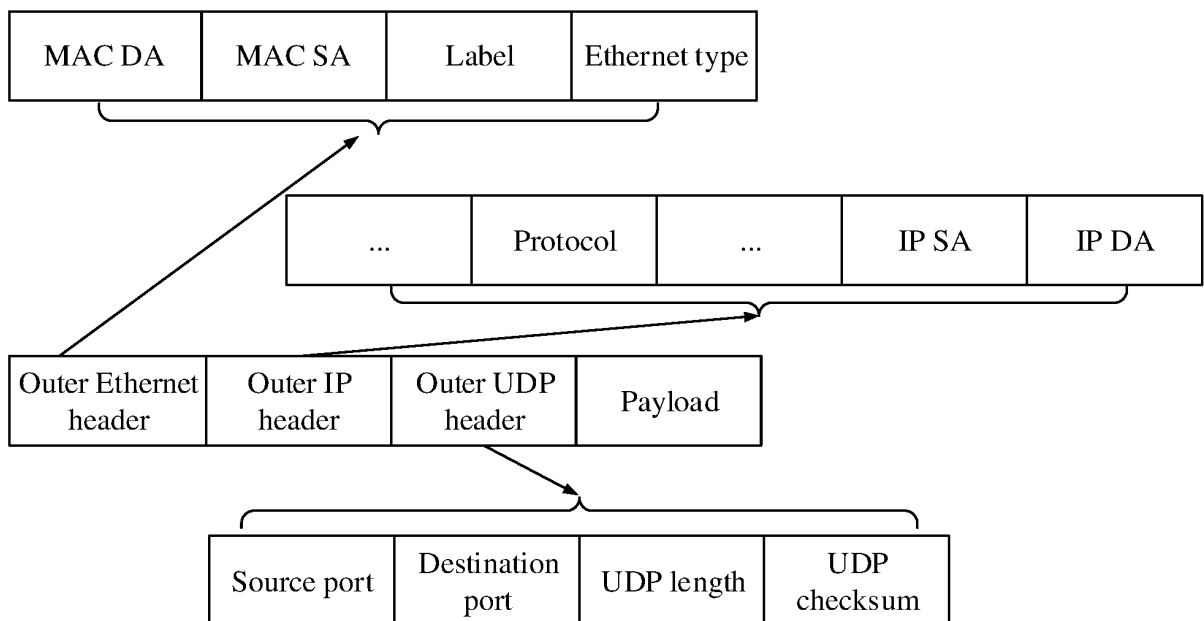 MAC DA MAC SA Label Ethernet type
... Protocol ... IP SA IP DA
Outer Ethernet header
Outer IP header
Outer UDP header
Payload
Source port
Destination port
UDP length
UDP checksum